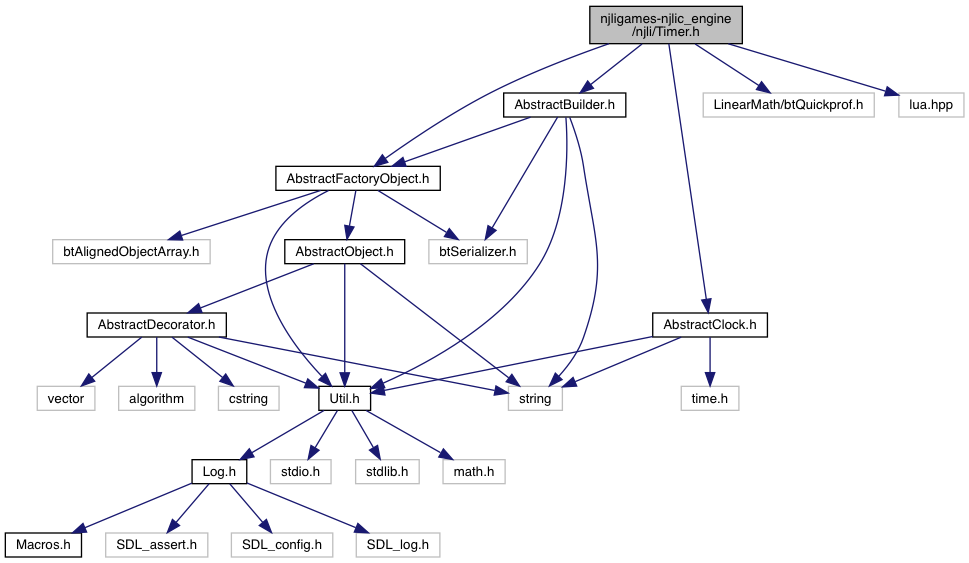 njligames-njlic_engine
/njli/Timer.h
AbstractBuilder.h
LinearMath/btQuickprof.h
lua.hpp
AbstractFactoryObject.h
btAlignedObjectArray.h
AbstractObject.h
btSerializer.h
AbstractDecorator.h
AbstractClock.h
vector
algorithm
cstring
Util.h
string
time.h
Log.h
stdio.h
stdlib.h
math.h
Macros.h
SDL_assert.h
SDL_config.h
SDL_log.h